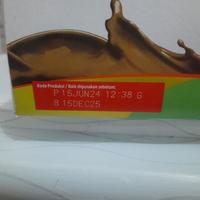 Kode Produksi / Baik digunakan sebelum:
P 15JUN24 12:38 G
B 15DEC25